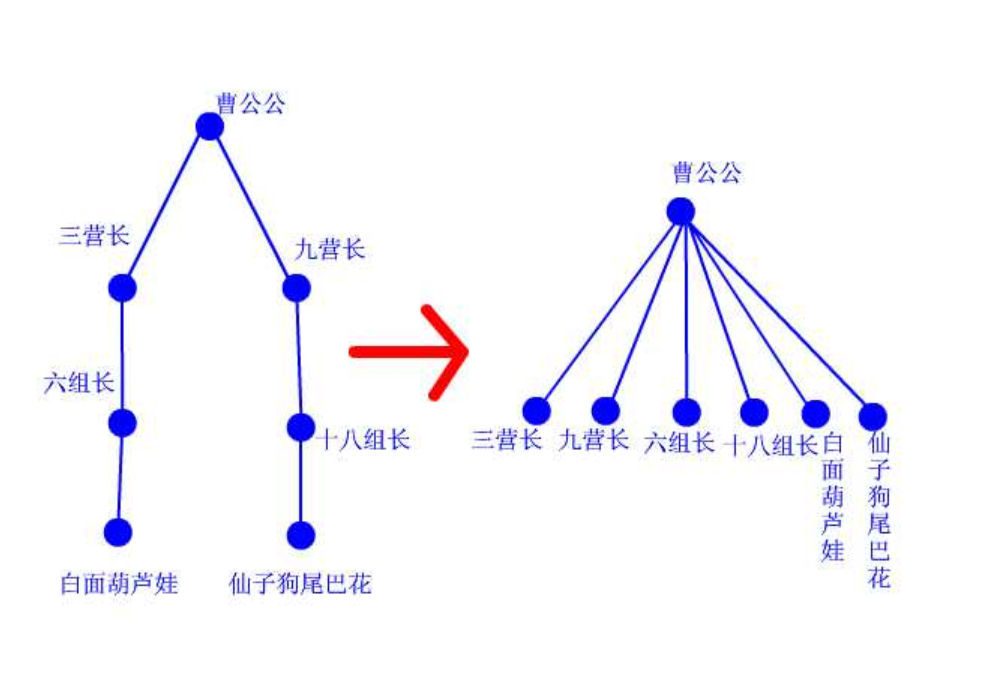 曹公公
三营长
九营长
六组长
十八组长
白面葫芦娃
仙子狗尾巴花
曹公公
三营长
九营长
六组长
十八组长
白面葫芦娃
仙子狗尾巴花